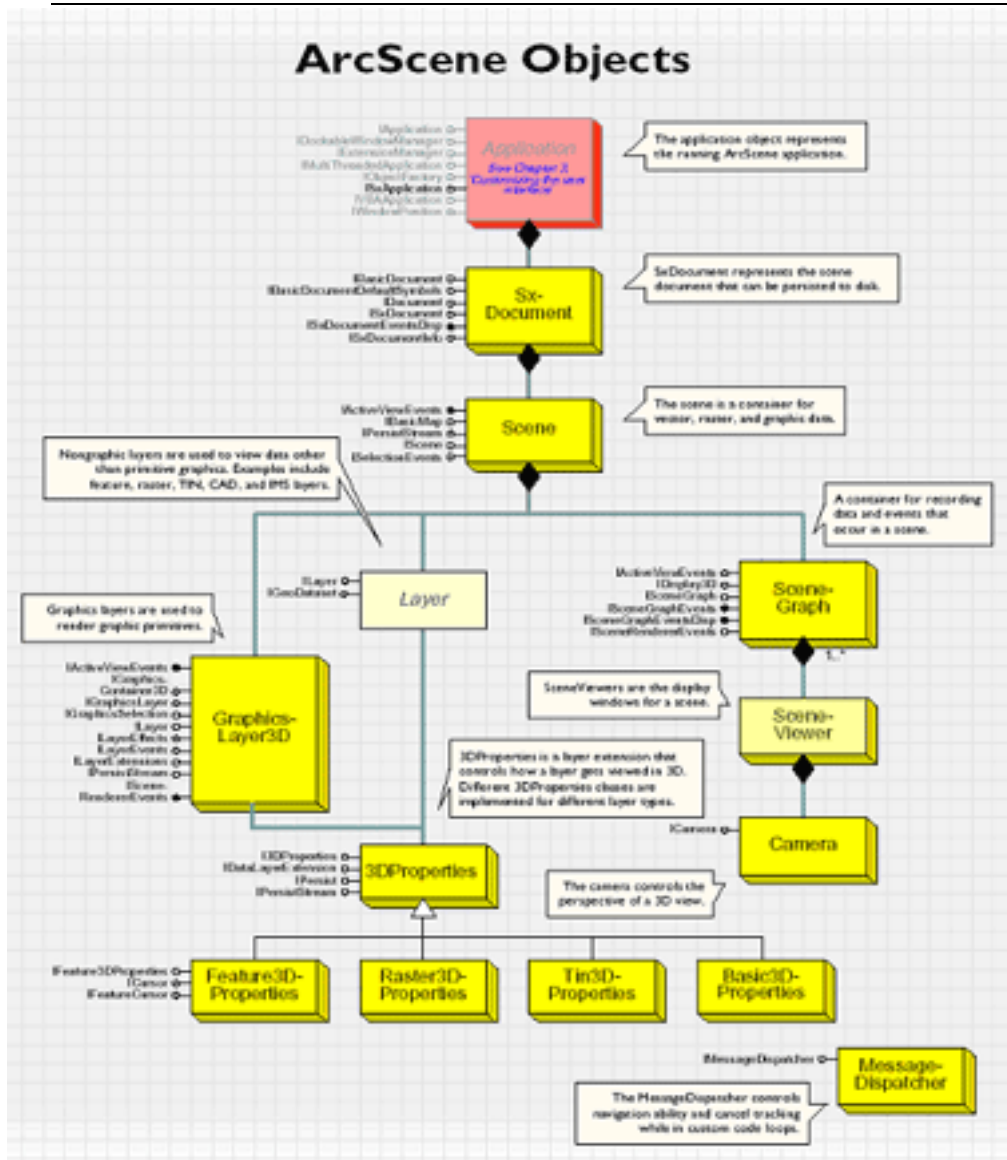 ArcScene Objects
IApplication
IDockableWindowManager
IExtensionManager
IMultiThreadedApplication
IObjectFactory
ISxApplication
IVBAApplication
IWindowPosition
Application
See Chapter 3,
'Customizing the user
interface'
The application object represents
the running ArcScene application.
IBasicDocument
IBasicDocumentDefaultSymbols
IDocument
ISxDocument
ISxDocumentEventsDisp
ISxDocumentInfo
Sx-
Document
SxDocument represents the scene
document that can be persisted to disk.
IActiveViewEvents
IBasicMap
IPersistStream
IScene
ISelectionEvents
Scene
The scene is a container for
vector, raster, and graphic data.
Nongraphic layers are used to view data other
than primitive graphics. Examples include
feature, raster, TIN, CAD, and IMS layers.
A container for recording
data and events that
occur in a scene.
ILayer
IGeoDataset
Layer
IActiveViewEvents
IDisplay3D
ISceneGraph
ISceneGraphEvents
ISceneGraphEventsDisp
ISceneRendererEvents
Scene-
Graph
1..*
Graphics layers are used to
render graphic primitives.
IActiveViewEvents
IGraphics-
Container3D
IGraphicsLayer
IGraphicsSelection
ILayer
ILayerEffects
ILayerEvents
ILayerExtensions
IPersistStream
IScene-
RendererEvents
Graphics-
Layer3D
SceneViewers are the display
windows for a scene.
Scene-
Viewer
3DProperties is a layer extension that
controls how a layer gets viewed in 3D.
Different 3DProperties classes are
implemented for different layer types.
ICamera
Camera
I3DProperties
IDataLayerExtension
IPersist
IPersistStream
3DProperties
The camera controls the
perspective of a 3D view.
IFeature3DProperties
ICursor
IFeatureCursor
Feature3D-
Properties
Raster3D-
Properties
Tin3D-
Properties
Basic3D-
Properties
IMessageDispatcher
Message-
Dispatcher
The MessageDispatcher controls
navigation ability and cancel tracking
while in custom code loops.